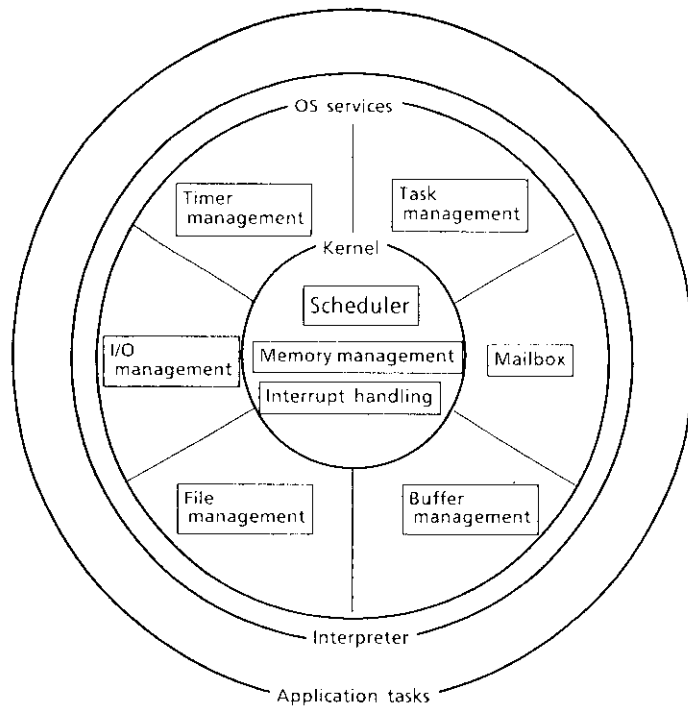 OS services
Timer
management
Task
management
Kernel
Scheduler
I/O
management
Memory management
Mailbox
Interrupt handling
File
management
Buffer
management
Interpreter
Application tasks